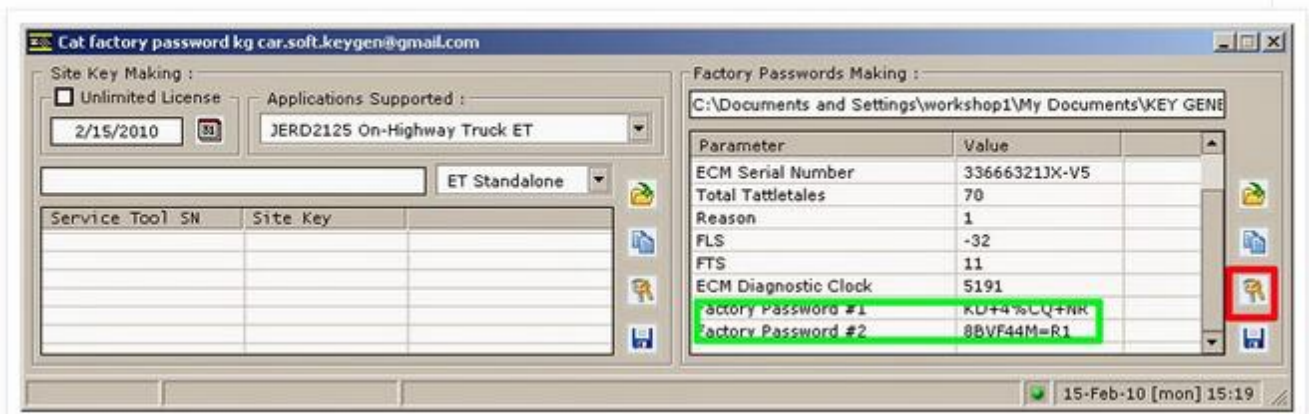 Cat factory password kg car.soft.keygen@gmail.com
Site Key Making :
Unlimited License
Applications Supported :
2/15/2010
JERD2125 On-Highway Truck ET
ET Standalone
Service Tool SN Site Key
Factory Passwords Making :
C:\Documents and Settings\workshop1\My Documents\KEY GENE
Parameter Value
ECM Serial Number 33666321JX-V5
Total Tattletales 70
Reason 1
FLS -32
FTS 11
ECM Diagnostic Clock 5191
Factory Password #1 KD+4%CQ+NR
Factory Password #2 8BVF44M=R1
15-Feb-10 [mon] 15:19